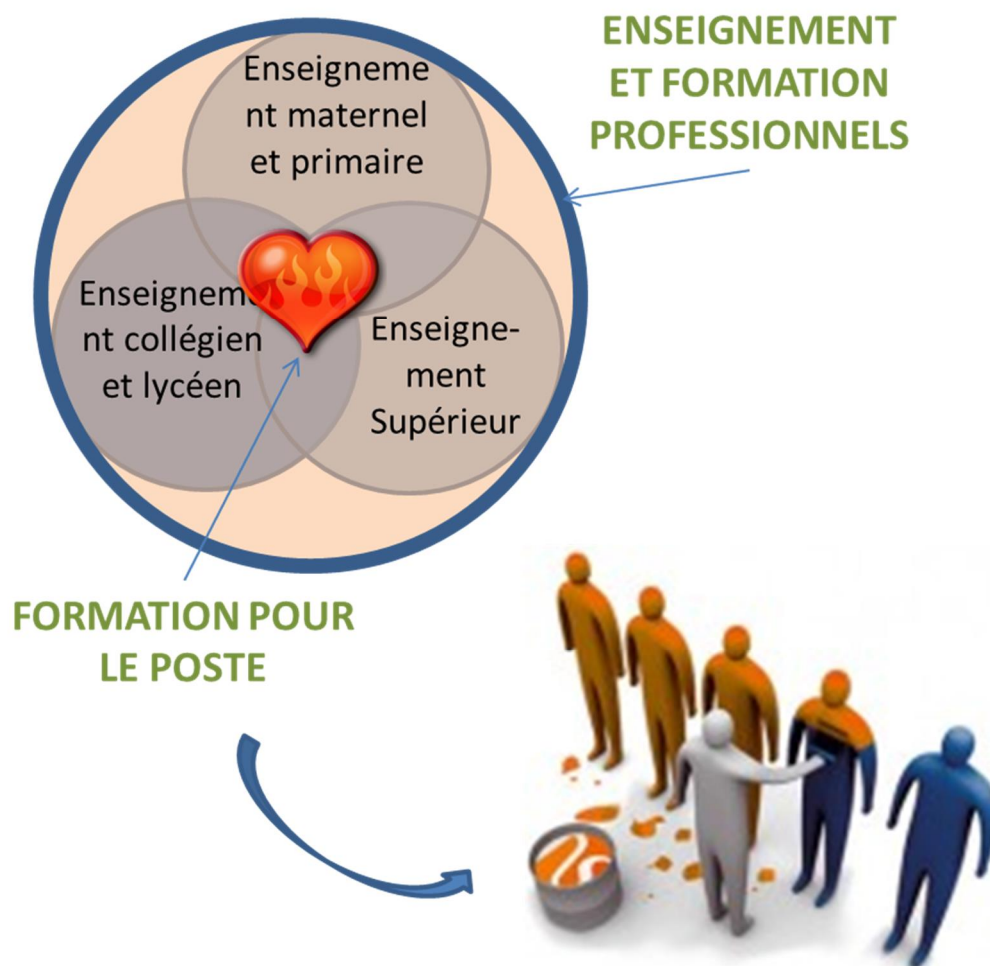 ENSEIGNEMENT
ET FORMATION
PROFESSIONNELS
Enseigneme
nt maternel
et primaire
Enseigneme
nt collégien
et lycéen
Enseigne-
ment
Supérieur
FORMATION POUR
LE POSTE